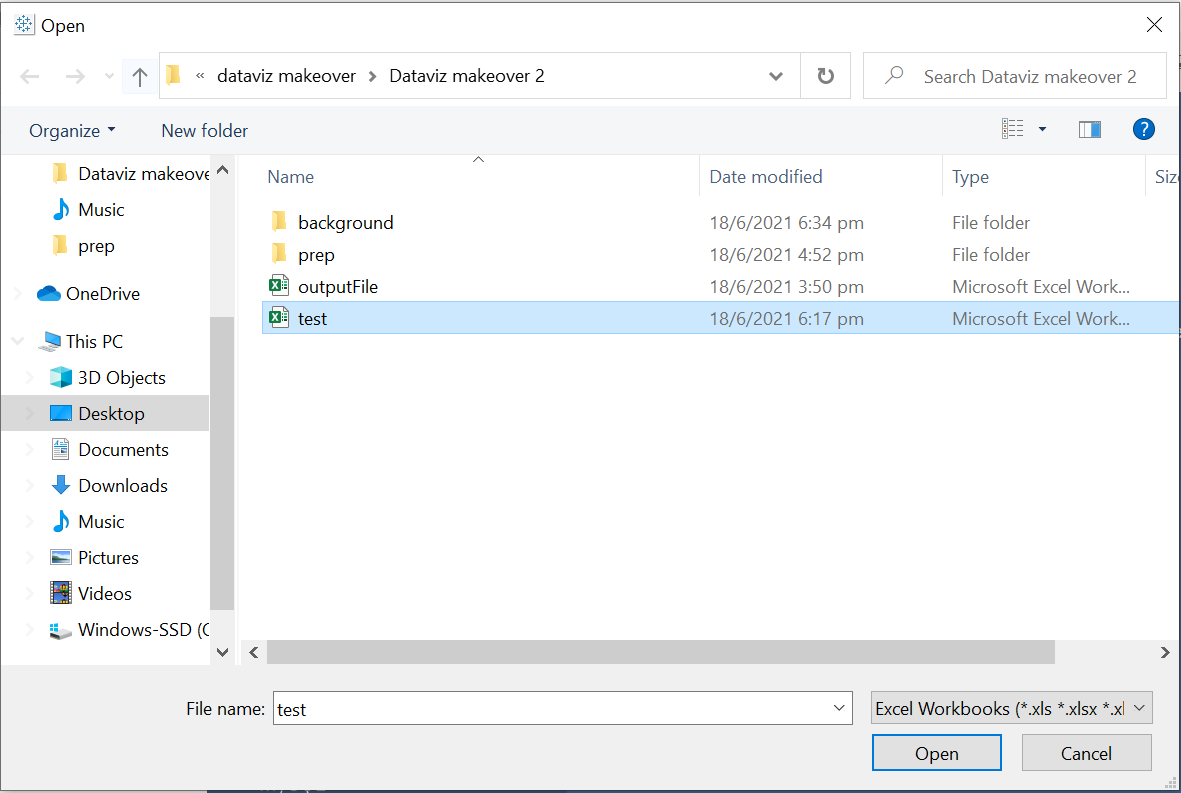 Open
« dataviz makeover > Dataviz makeover 2
Search Dataviz makeover 2
Organize
New folder
?
Name Date modified Type Siz
Dataviz makeove
Music
prep
OneDrive
This PC
3D Objects
Desktop
Documents
Downloads
Music
Pictures
Videos
Windows-SSD (C
background 18/6/2021 6:34 pm File folder
prep 18/6/2021 4:52 pm File folder
outputFile 18/6/2021 3:50 pm Microsoft Excel Work...
test 18/6/2021 6:17 pm Microsoft Excel Work...
File name: test
Excel Workbooks (*.xls *.xlsx *.xl
Open
Cancel